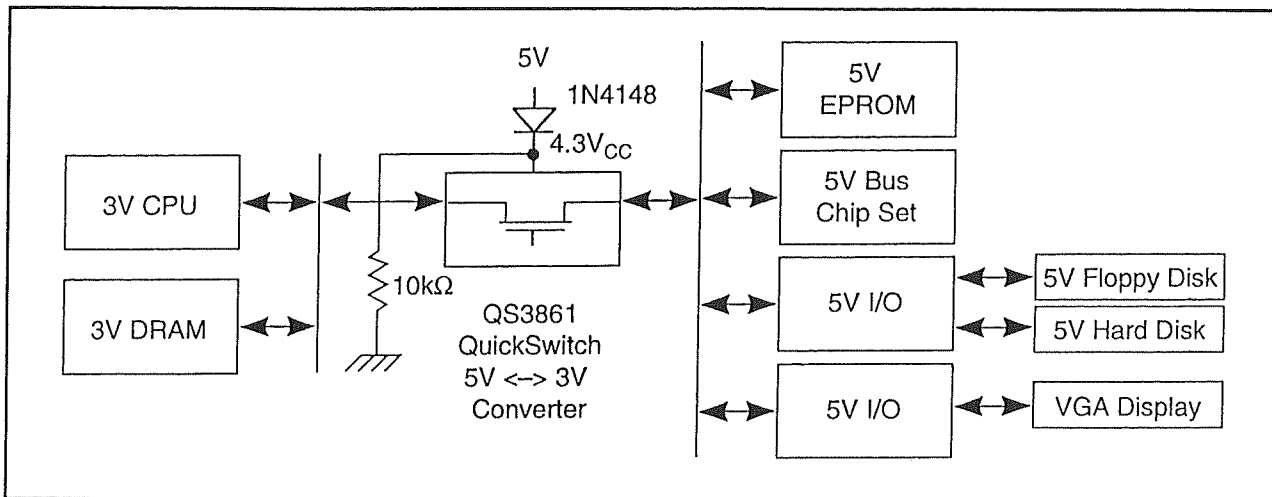 5V
1N4148
4.3VCC
3V CPU
3V DRAM
10kΩ
QS3861
QuickSwitch
5V <–> 3V
Converter
5V
EPROM
5V Bus
Chip Set
5V I/O
5V Floppy Disk
5V Hard Disk
5V I/O
VGA Display